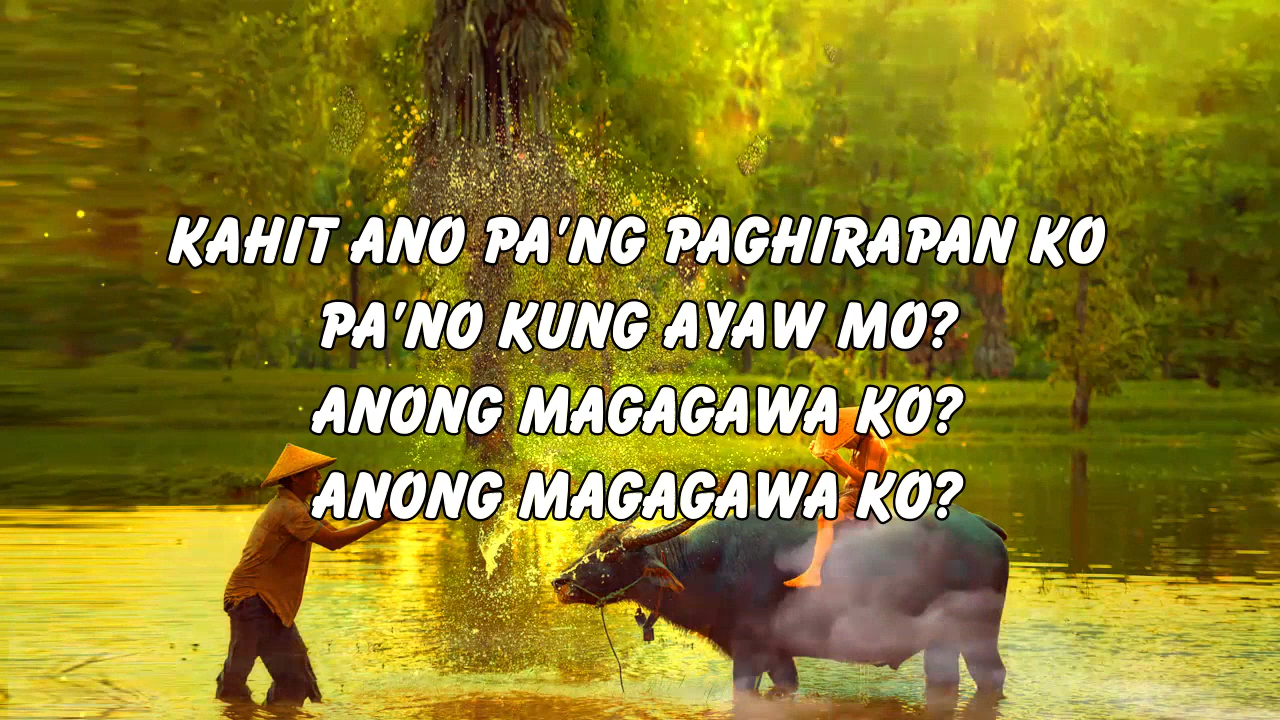 KAHIT ANO PA'NG PAGHIRAPAN KO
PA'NO KUNG AYAW MO?
ANONG MAGAGAWA KO?
ANONG MAGAGAWA KO?